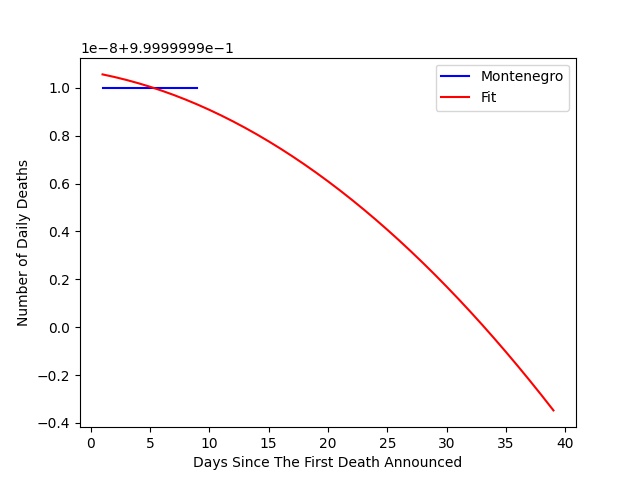 1e−8+9.9999999e−1
Montenegro
Fit
1.0
0.8
0.6
0.4
0.2
0.0
−0.2
−0.4
Number of Daily Deaths
0 5 10 15 20 25 30 35 40
Days Since The First Death Announced